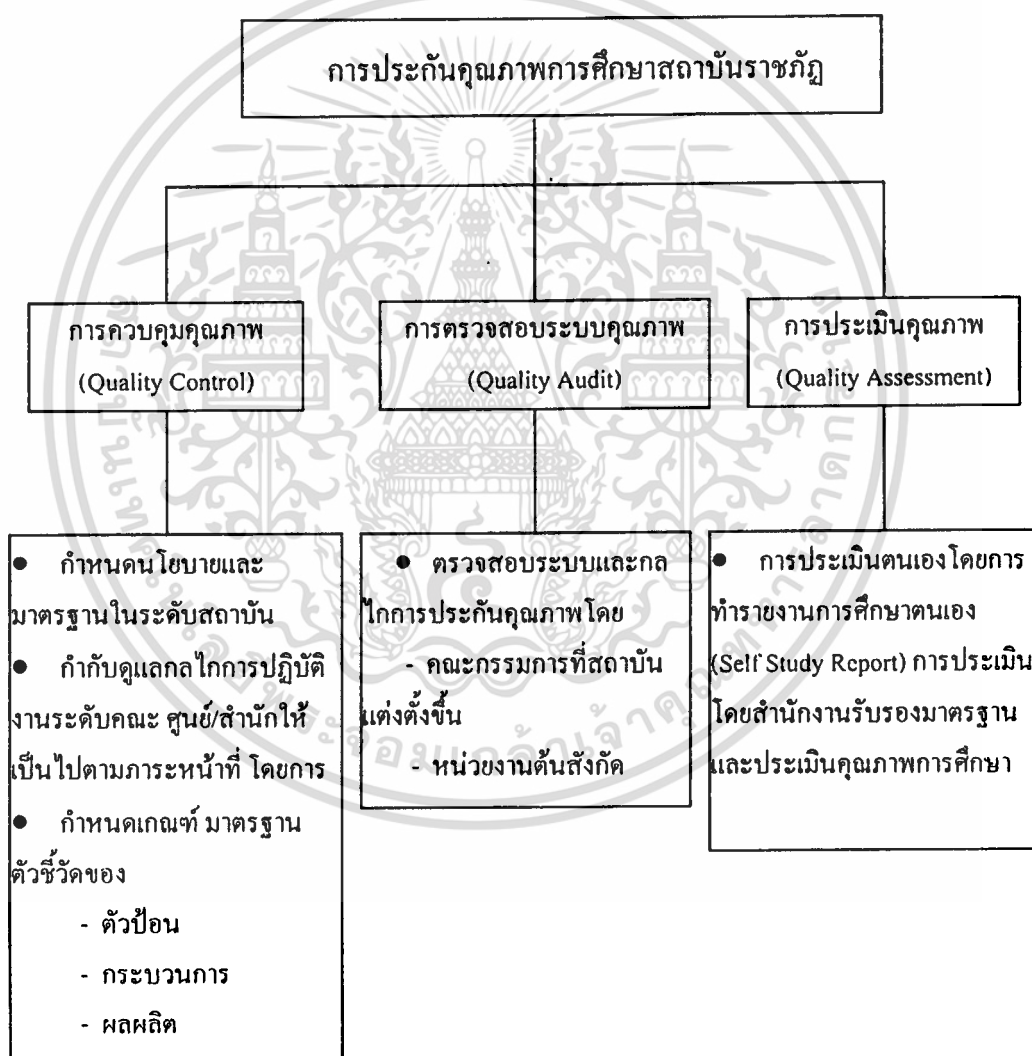 การประกันคุณภาพการศึกษาสถาบันราชภัฏ
การควบคุมคุณภาพ
(Quality Control)
การตรวจสอบระบบคุณภาพ
(Quality Audit)
การประเมินคุณภาพ
(Quality Assessment)
● กำหนดนโยบายและ
มาตรฐานในระดับสถาบัน
● กำกับดูแลกลไกการปฏิบัติ
งานระดับคณะ ศูนย์/สำนักให้
เป็นไปตามภาระหน้าที่ โดยการ
● กำหนดเกณฑ์ มาตรฐาน
ตัวชี้วัดของ
- ตัวป้อน
- กระบวนการ
- ผลผลิต
● ตรวจสอบระบบและกล
ไกการประกันคุณภาพโดย
- คณะกรรมการที่สถาบัน
แต่งตั้งขึ้น
- หน่วยงานต้นสังกัด
● การประเมินตนเองโดยการ
ทำรายงานการศึกษาตนเอง
(Self Study Report) การประเมิน
โดยสำนักงานรับรองมาตรฐาน
และประเมินคุณภาพการศึกษา